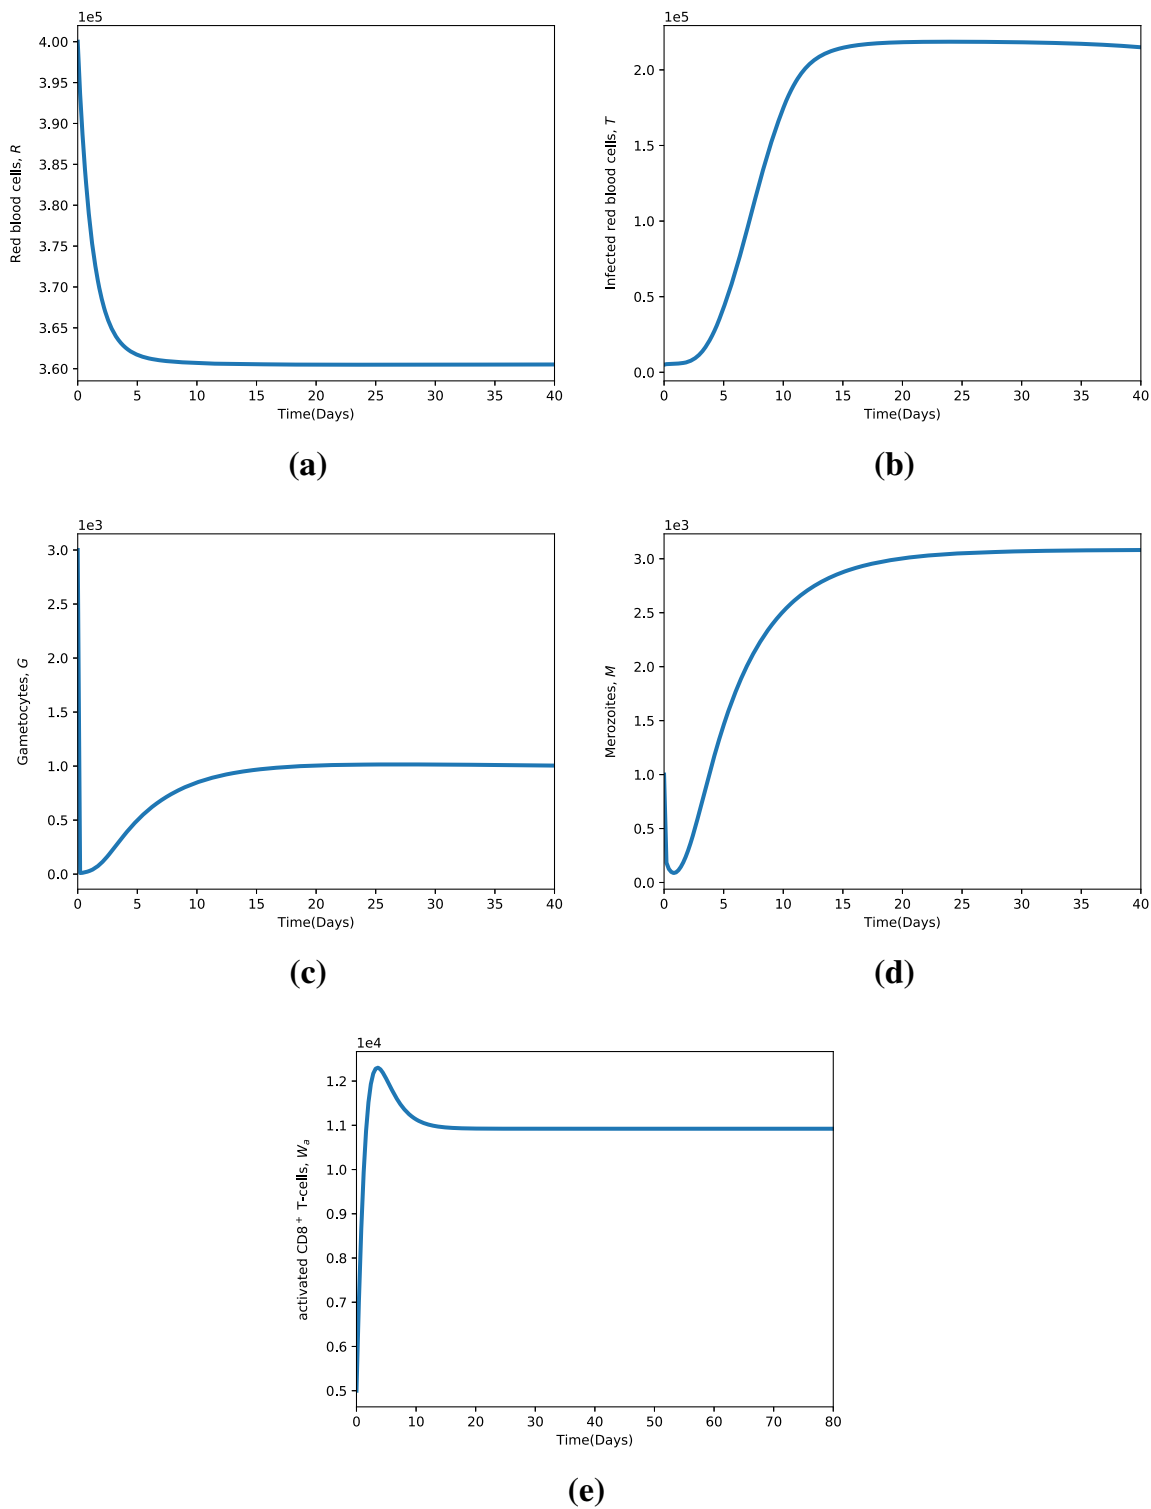 1e5
4.00
3.95
3.90
3.85
3.80
3.75
3.70
3.65
3.60
Red blood cells, R
0 5 10 15 20 25 30 35 40
Time(Days)
(a)
1e5
2.0
1.5
1.0
0.5
0.0
Infected red blood cells, T
0 5 10 15 20 25 30 35 40
Time(Days)
(b)
1e3
3.0
2.5
2.0
1.5
1.0
0.5
0.0
Gametocytes, G
0 5 10 15 20 25 30 35 40
Time(Days)
(c)
1e3
3.0
2.5
2.0
1.5
1.0
0.5
0.0
Merozoites, M
0 5 10 15 20 25 30 35 40
Time(Days)
(d)
1e4
1.2
1.1
1.0
0.9
0.8
0.7
0.6
0.5
activated CD8⁺ T-cells, Wₐ
0 10 20 30 40 50 60 70 80
Time(Days)
(e)